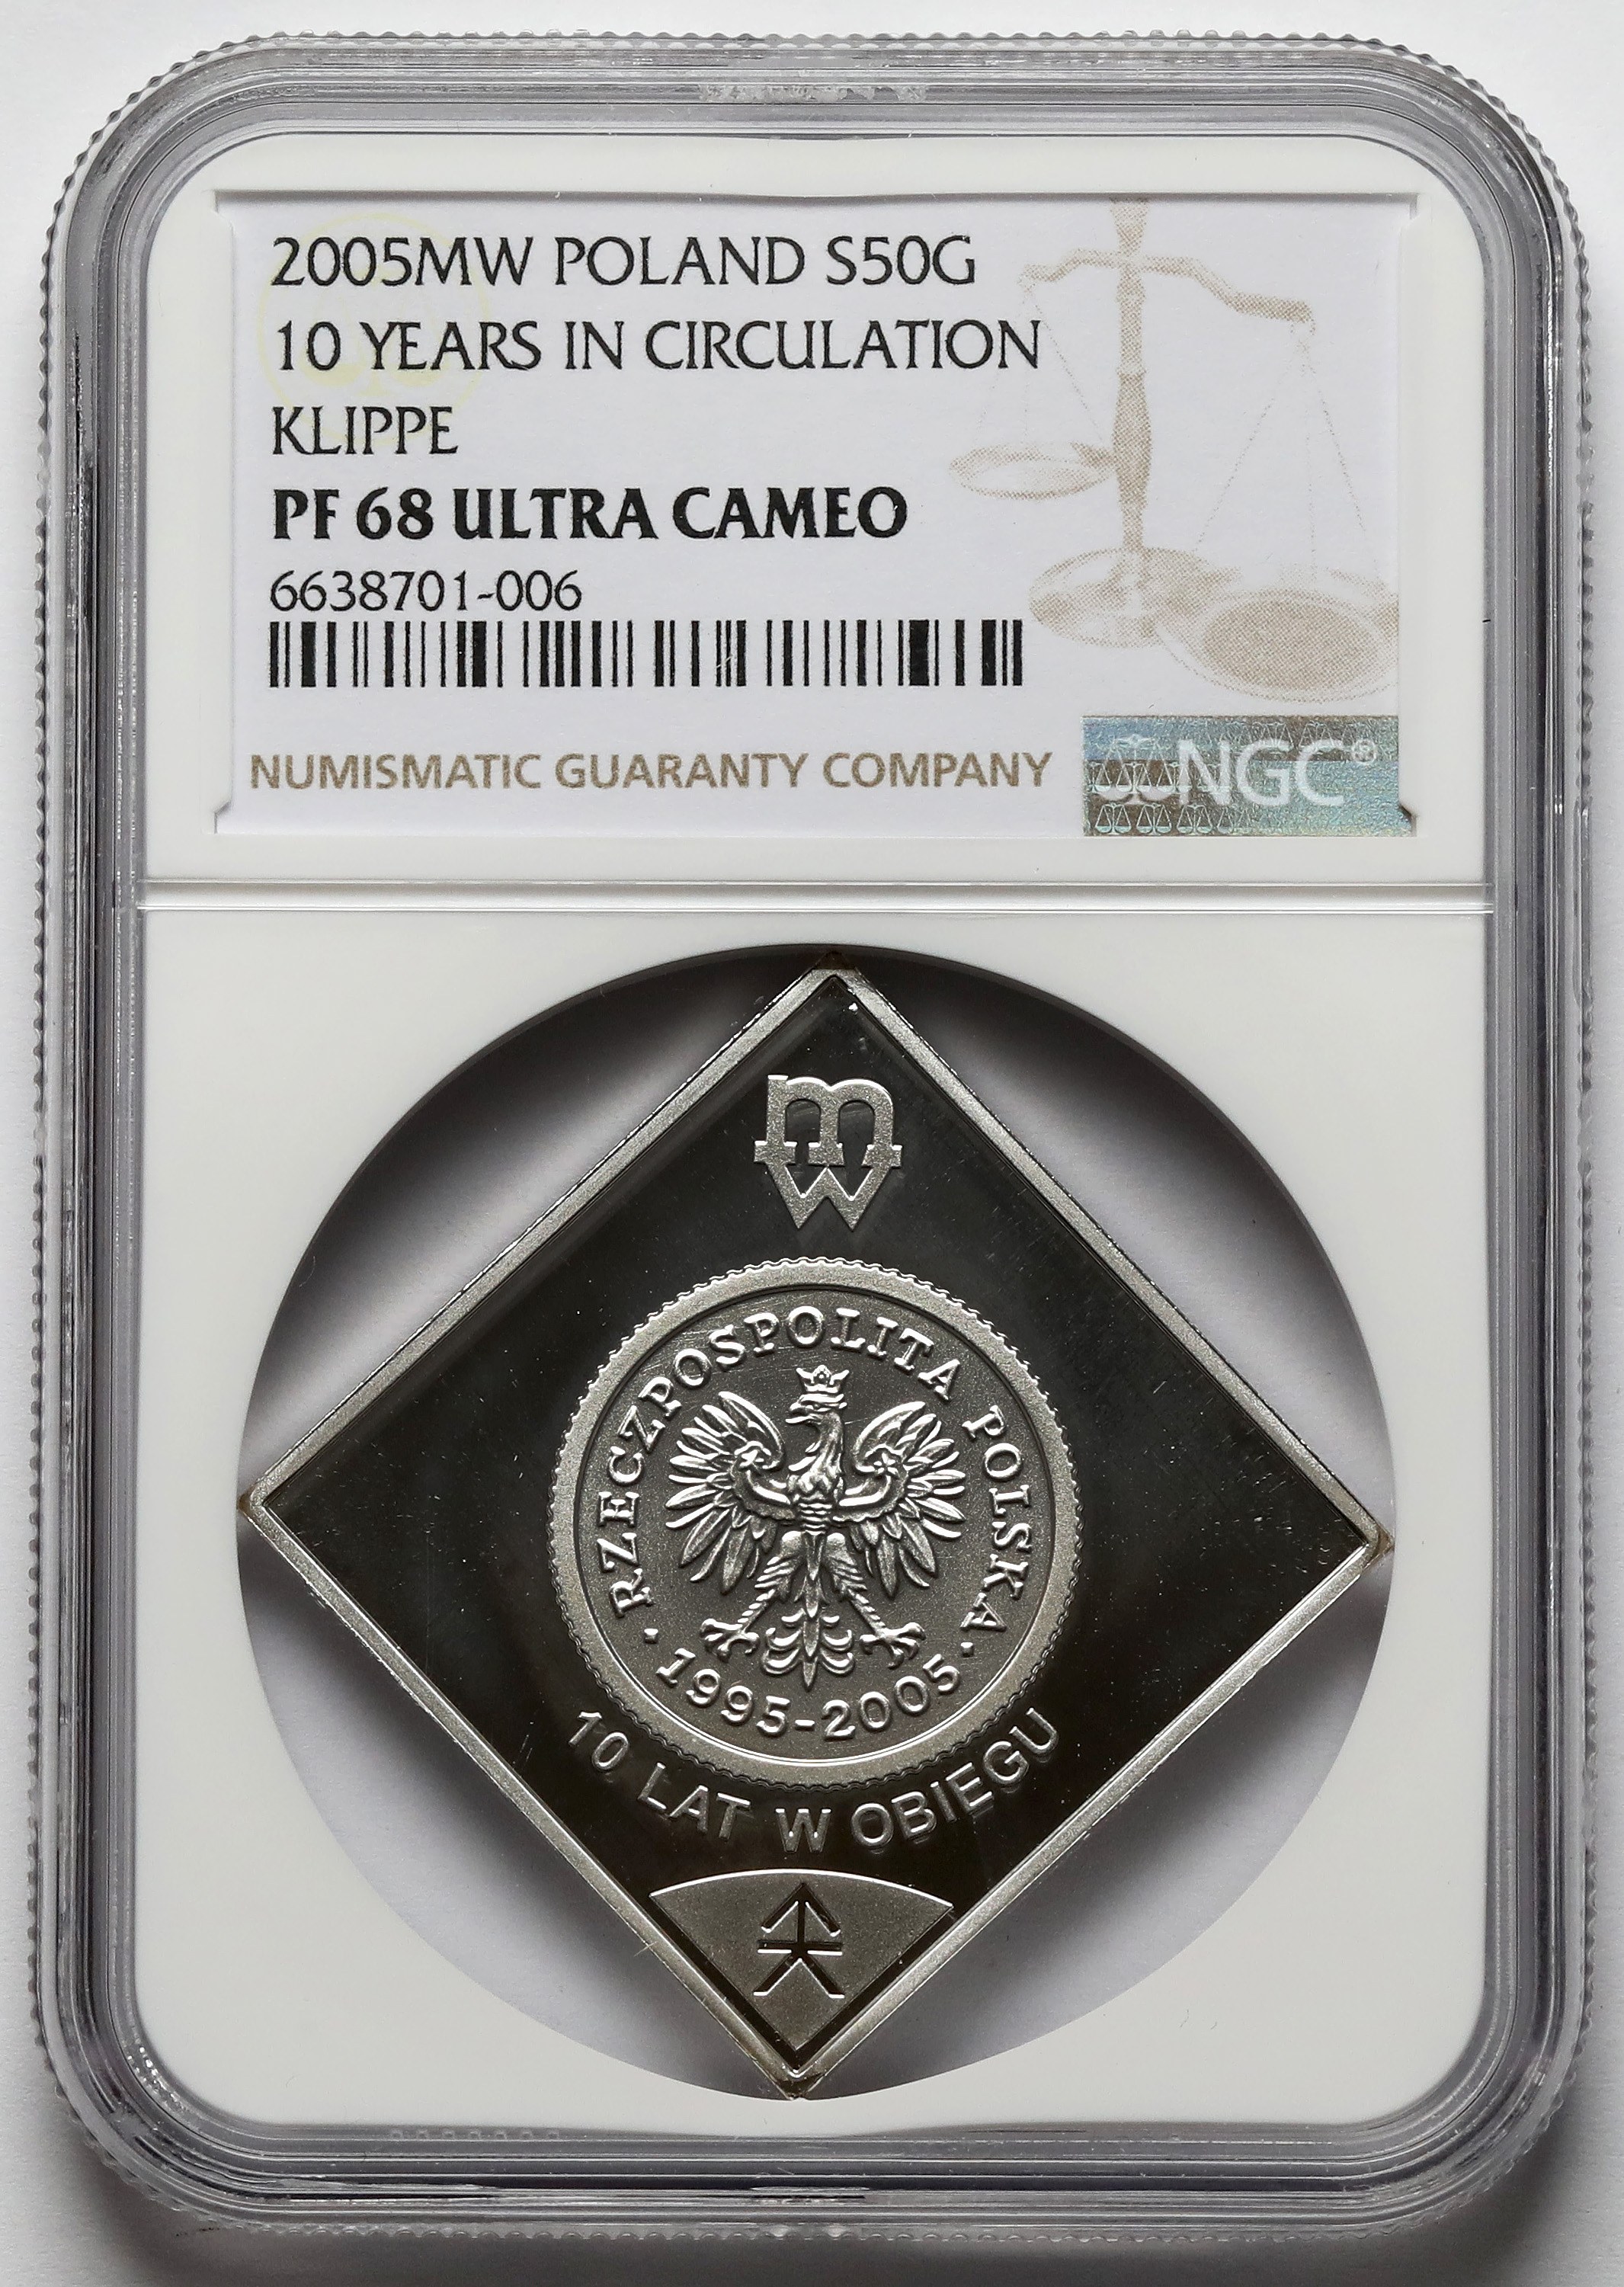 2005MW POLAND S50G
10 YEARS IN CIRCULATION
KLIPPE
PF 68 ULTRA CAMEO
6638701-006
NUMISMATIC GUARANTY COMPANY
NGC®
mw
RZECZPOSPOLITA POLSKA
· 1995-2005 ·
10 LAT W OBIEGU